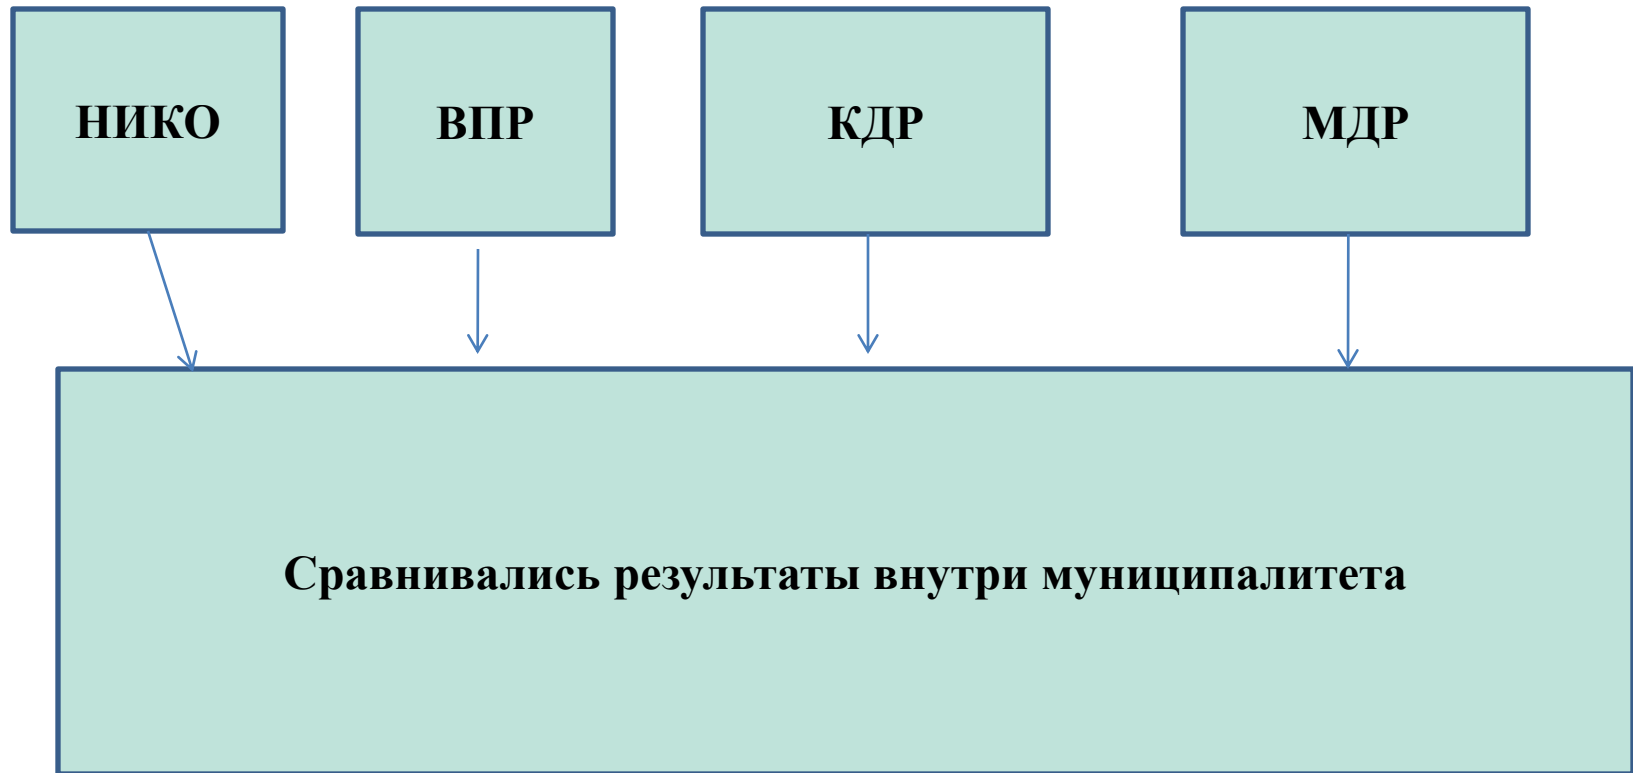 НИКО
ВПР
КДР
МДР
Сравнивались результаты внутри муниципалитета